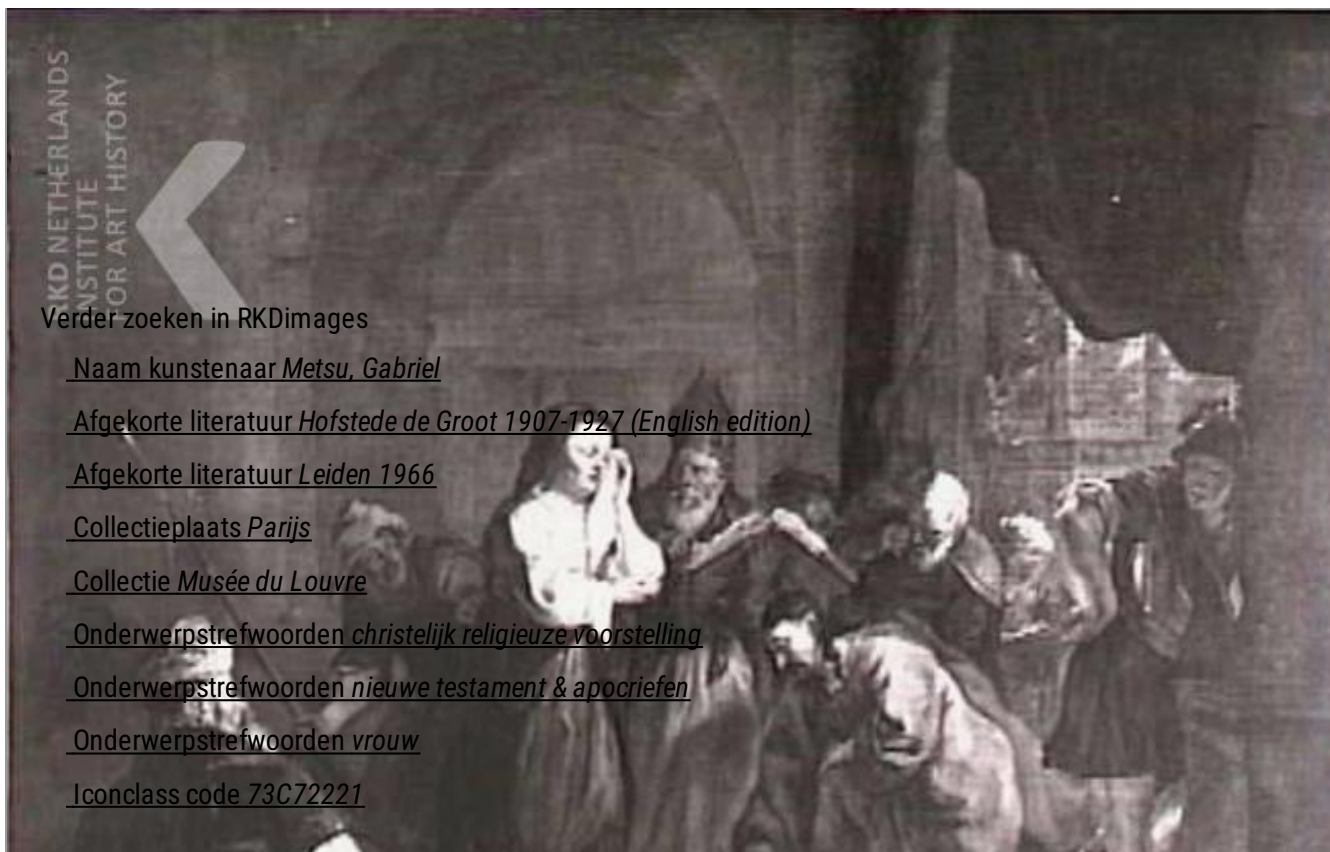 RKD NETHERLANDS
INSTITUTE
FOR ART HISTORY
Verder zoeken in RKDimages
Naam kunstenaar Metsu, Gabriel
Afgekorte literatuur Hofstede de Groot 1907-1927 (English edition)
Afgekorte literatuur Leiden 1966
Collectieplaats Parijs
Collectie Musée du Louvre
Onderwerpstrefwoorden christelijk religieuze voorstelling
Onderwerpstrefwoorden nieuwe testament & apocriefen
Onderwerpstrefwoorden vrouw
Iconclass code 73C72221